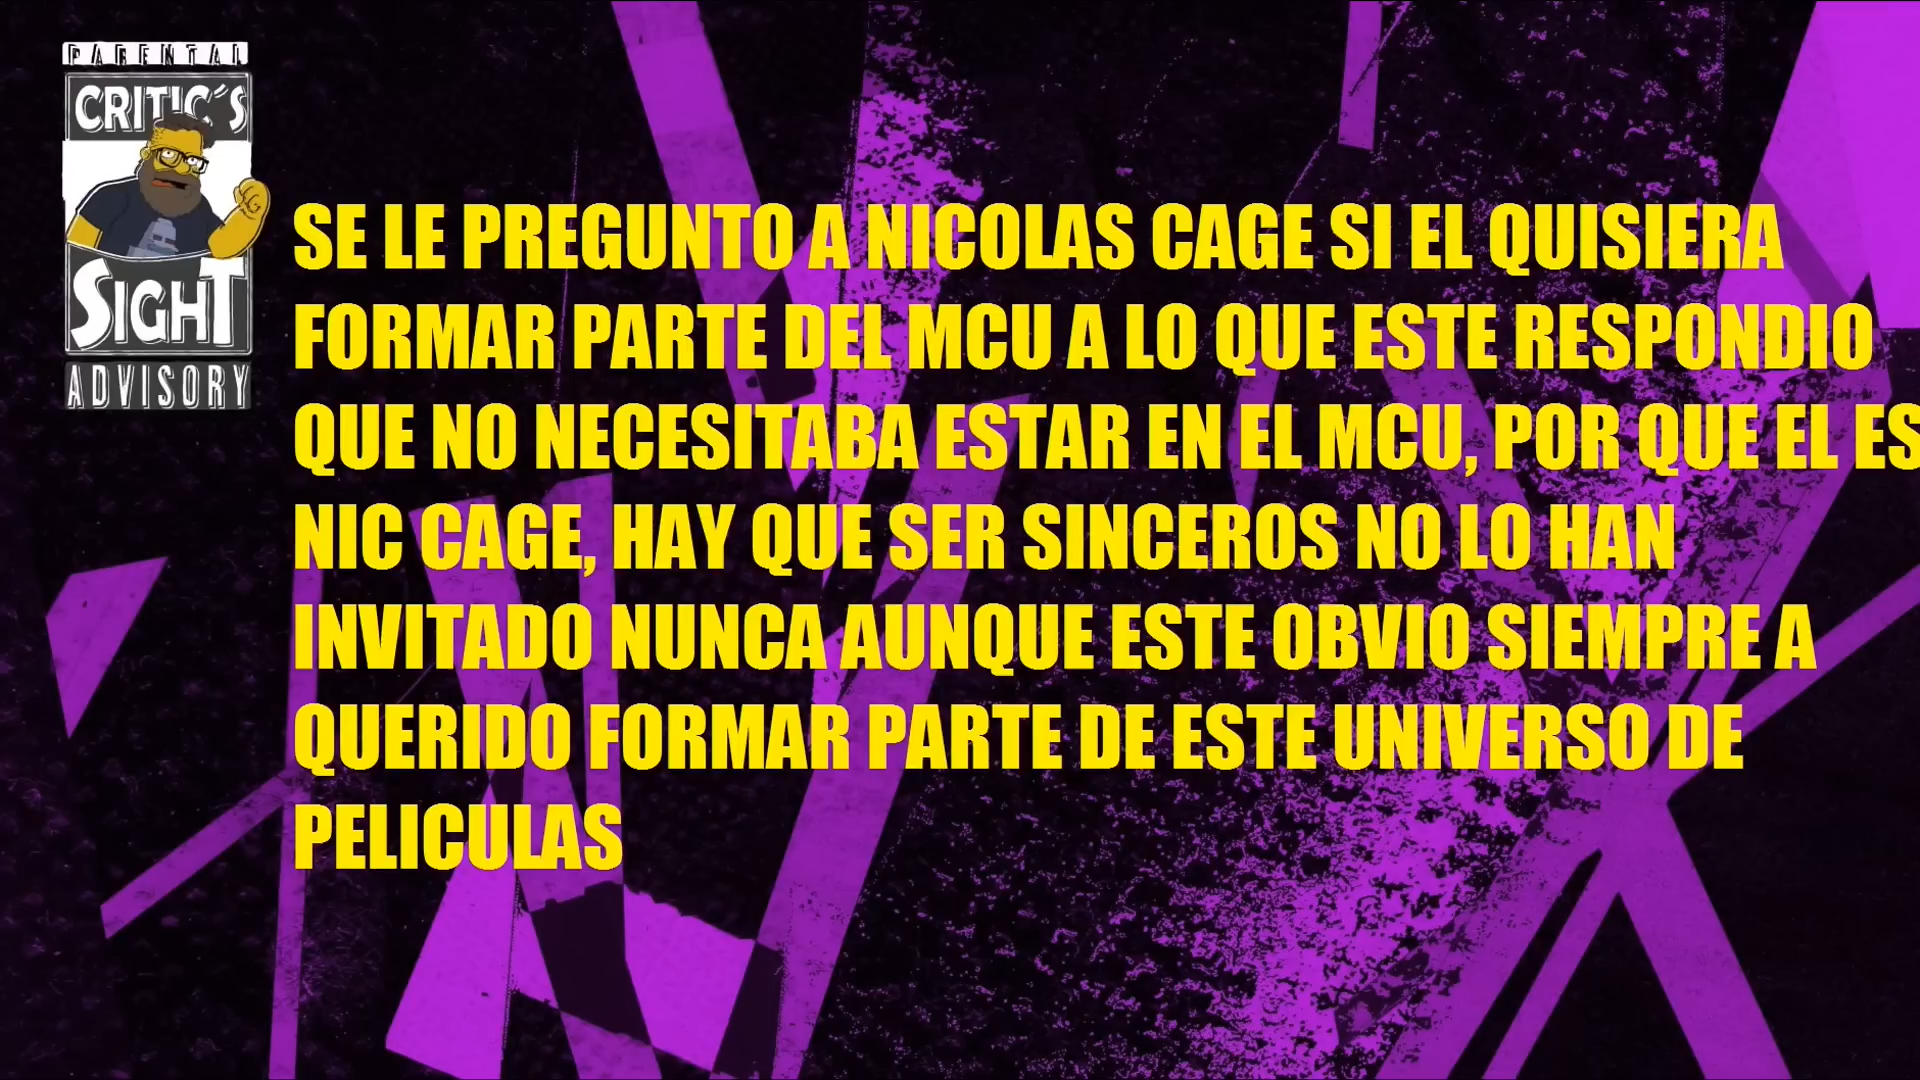 PARENTAL
CRITIC´S
SIGHT
ADVISORY
SE LE PREGUNTO A NICOLAS CAGE SI EL QUISIERA
FORMAR PARTE DEL MCU A LO QUE ESTE RESPONDIO
QUE NO NECESITABA ESTAR EN EL MCU, POR QUE EL ES
NIC CAGE, HAY QUE SER SINCEROS NO LO HAN
INVITADO NUNCA AUNQUE ESTE OBVIO SIEMPRE A
QUERIDO FORMAR PARTE DE ESTE UNIVERSO DE
PELICULAS